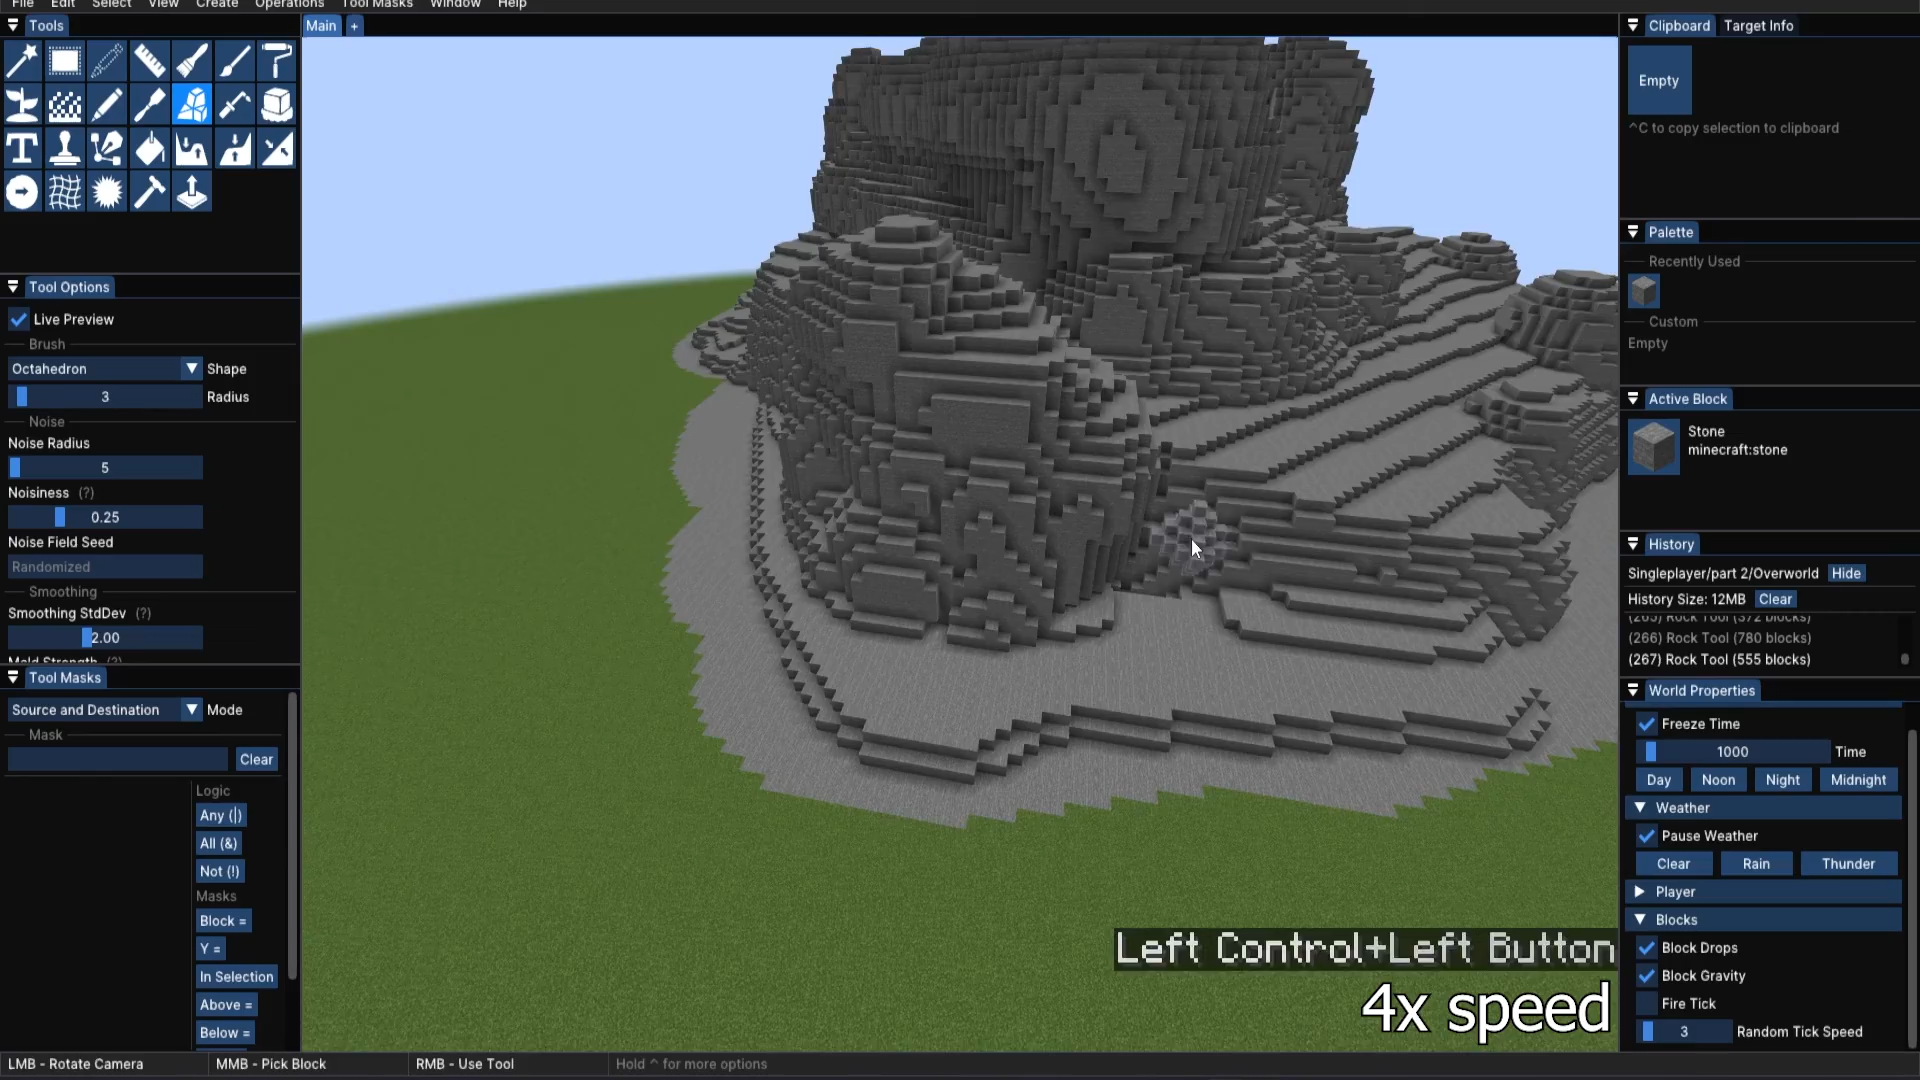 File Edit Select View Create Operations Tool Masks Window Help
Tools
Main +
Clipboard Target Info
Empty
^C to copy selection to clipboard
Palette
Recently Used
Custom
Empty
Active Block
Stone
minecraft:stone
History
Singleplayer/part 2/Overworld Hide
History Size: 12MB Clear
(265) Rock Tool (372 blocks)
(266) Rock Tool (780 blocks)
(267) Rock Tool (555 blocks)
World Properties
Freeze Time
1000 Time
Day Noon Night Midnight
Weather
Pause Weather
Clear Rain Thunder
Player
Blocks
Block Drops
Block Gravity
Fire Tick
3 Random Tick Speed
T
Tool Options
Live Preview
Brush
Octahedron Shape
3 Radius
Noise
Noise Radius
5
Noisiness (?)
0.25
Noise Field Seed
Randomized
Smoothing
Smoothing StdDev (?)
2.00
Meld Strength (?)
Tool Masks
Source and Destination Mode
Mask
Clear
Logic
Any (|)
All (&)
Not (!)
Masks
Block =
Y =
In Selection
Above =
Below =
Left Control+Left Button
4x speed
LMB - Rotate Camera MMB - Pick Block RMB - Use Tool Hold ^ for more options